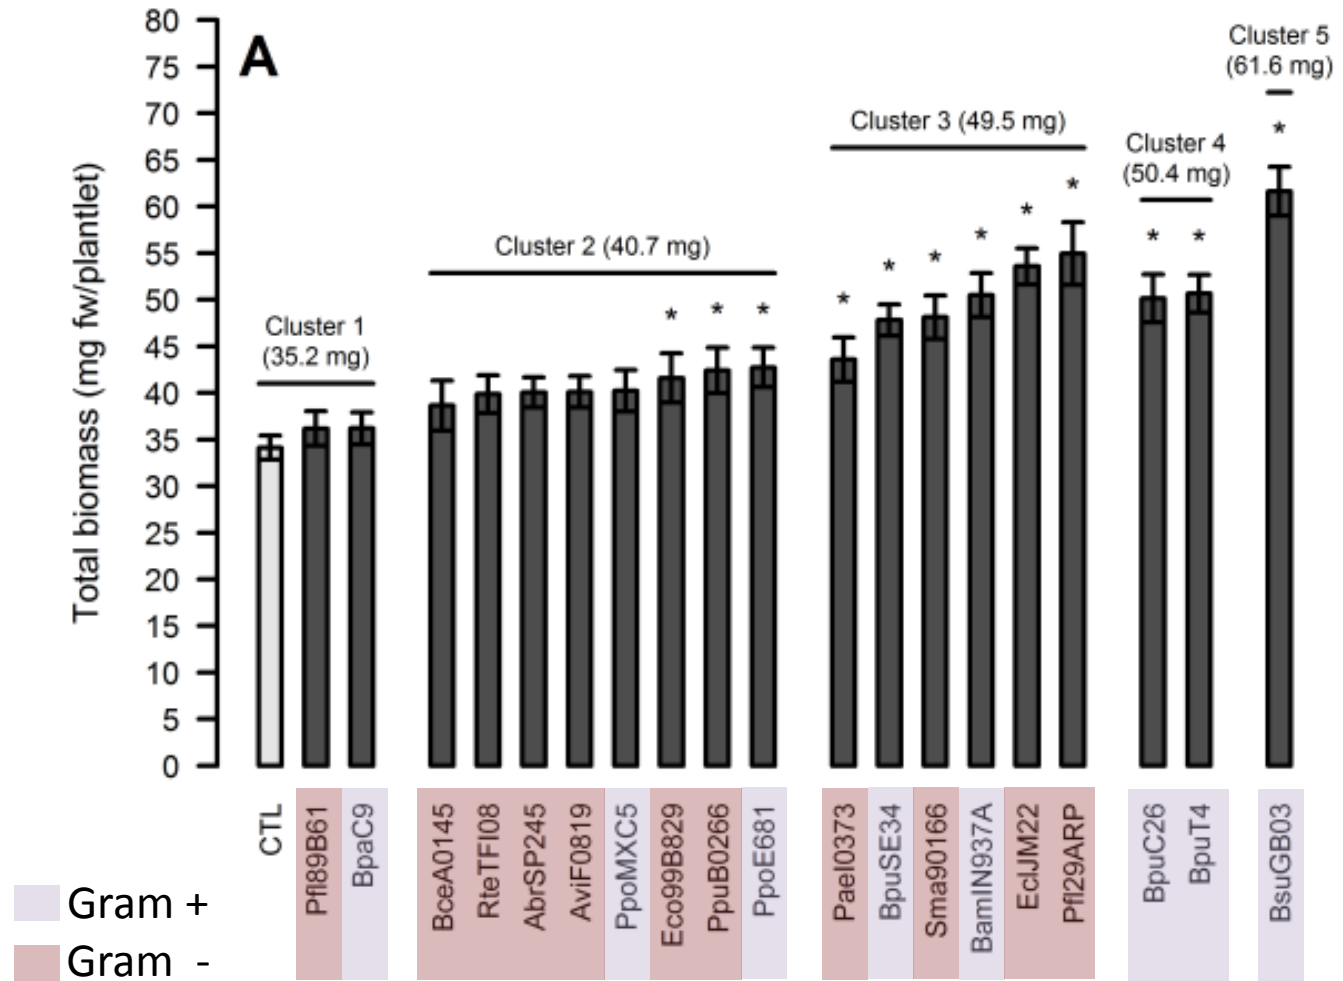 A
Total biomass (mg fw/plantlet)
80
75
70
65
60
55
50
45
40
35
30
25
20
15
10
5
0
Cluster 1
(35.2 mg)
Cluster 2 (40.7 mg)
* * *
Cluster 3 (49.5 mg)
* * * * * *
Cluster 4
(50.4 mg)
* *
Cluster 5
(61.6 mg)
*
CTL
Pfl89B61
BpaC9
BceA0145
RteTFI08
AbrSP245
AviF0819
PpoMXC5
Eco99B829
PpuB0266
PpoE681
PaeI0373
BpuSE34
Sma90166
BamIN937A
EclJM22
Pfl29ARP
BpuC26
BpuT4
BsuGB03
Gram +
Gram -